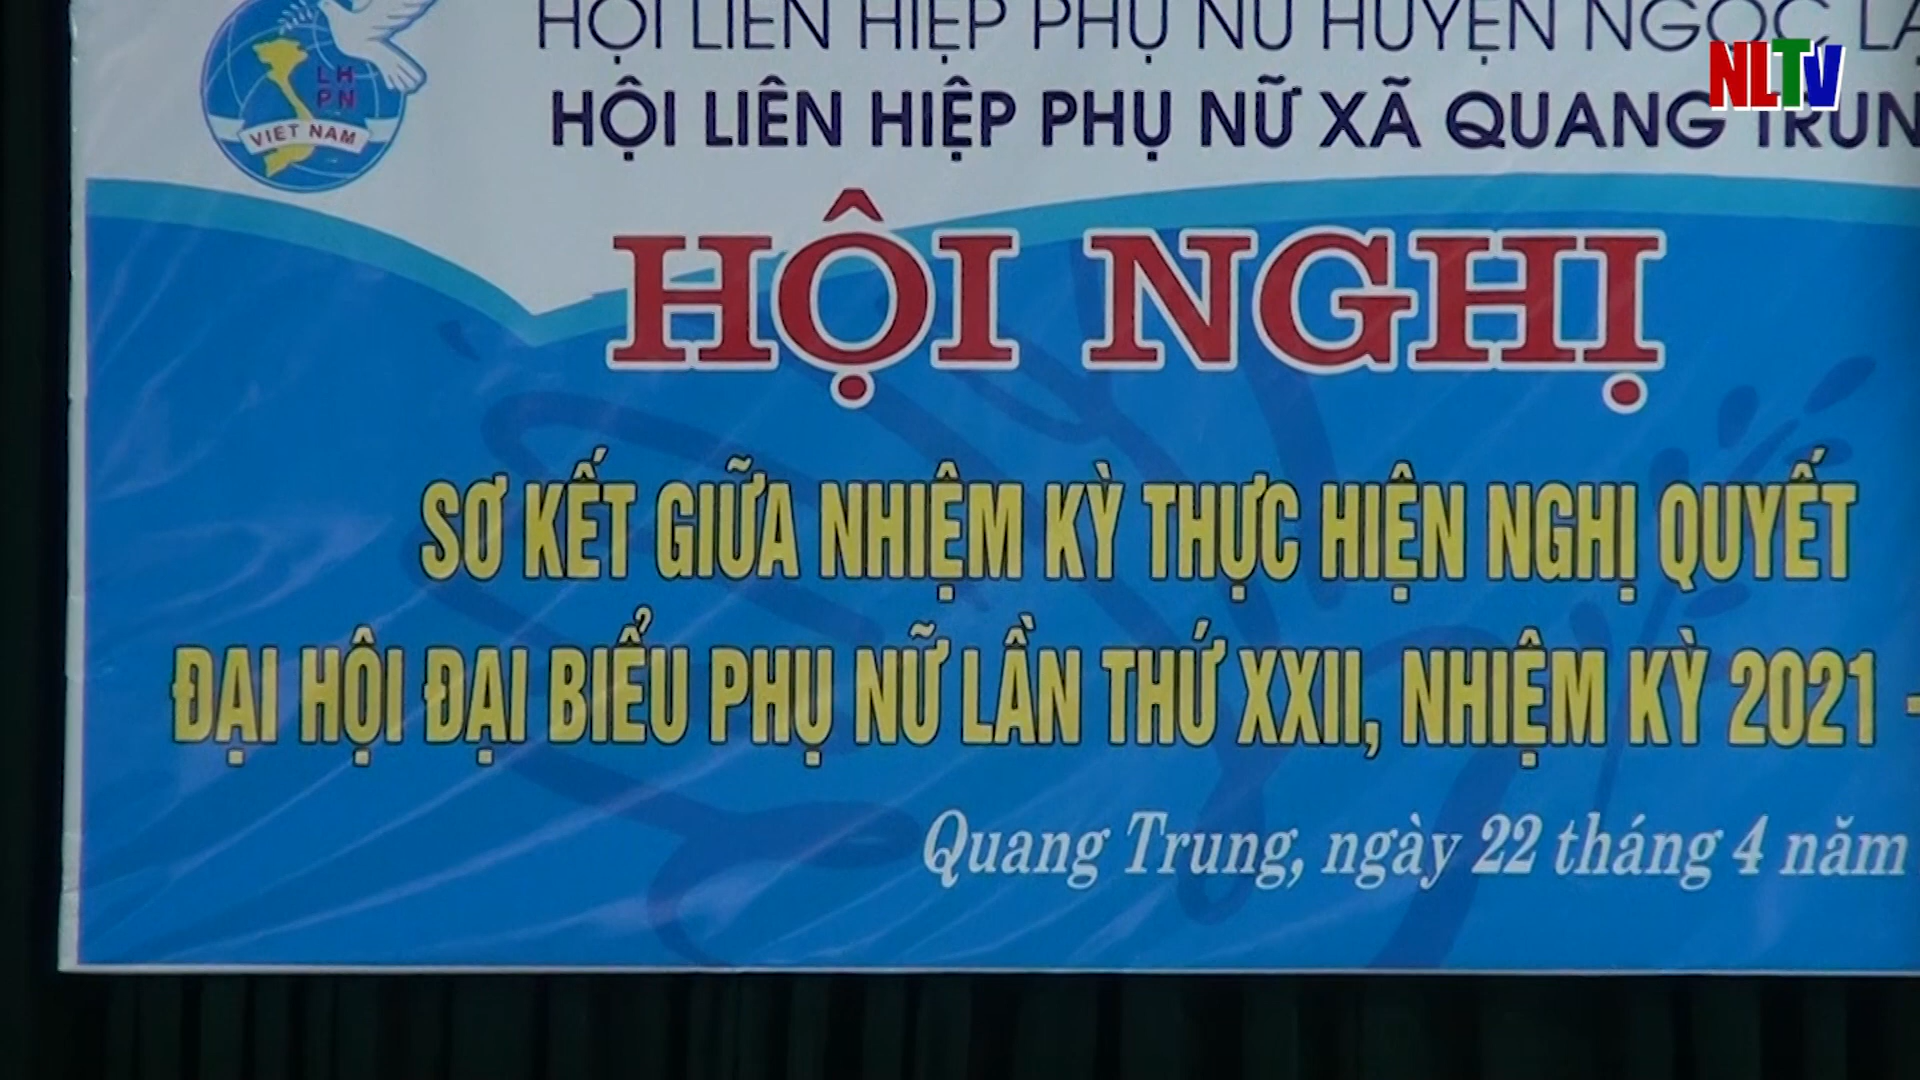 HỘI LIÊN HIỆP PHỤ NỮ HUYỆN NGỌC
NLTV
LH
PN
VIỆT NAM
HỘI LIÊN HIỆP PHỤ NỮ XÃ QUANG TRUN
HỘI NGHỊ
SƠ KẾT GIỮA NHIỆM KỲ THỰC HIỆN NGHỊ QUYẾT
ĐẠI HỘI ĐẠI BIỂU PHỤ NỮ LẦN THỨ XXII, NHIỆM KỲ 2021 -
Quang Trung, ngày 22 tháng 4 năm